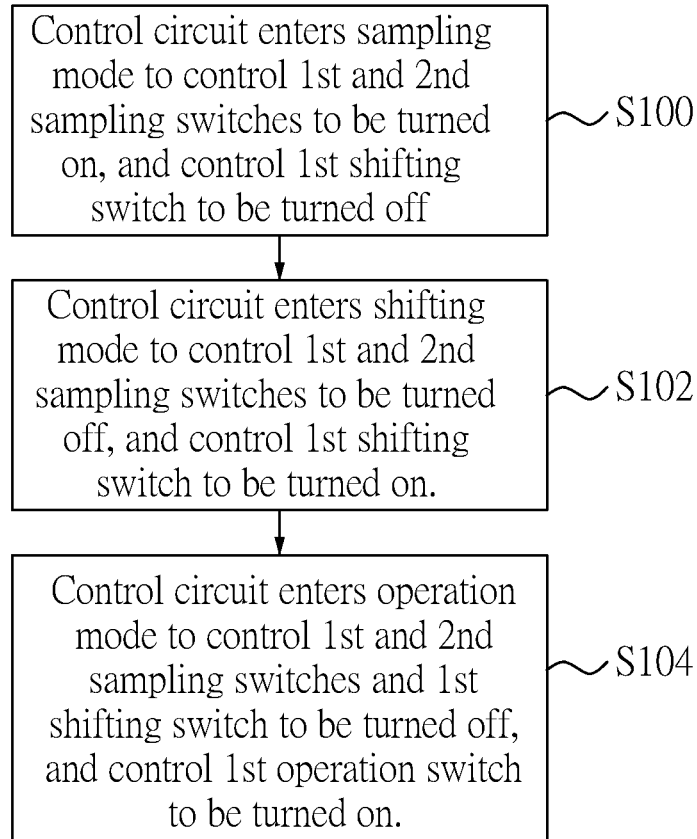 Control circuit enters sampling
mode to control 1st and 2nd
sampling switches to be turned
on, and control 1st shifting
switch to be turned off
S100
Control circuit enters shifting
mode to control 1st and 2nd
sampling switches to be turned
off, and control 1st shifting
switch to be turned on.
S102
Control circuit enters operation
mode to control 1st and 2nd
sampling switches and 1st
shifting switch to be turned off,
and control 1st operation switch
to be turned on.
S104